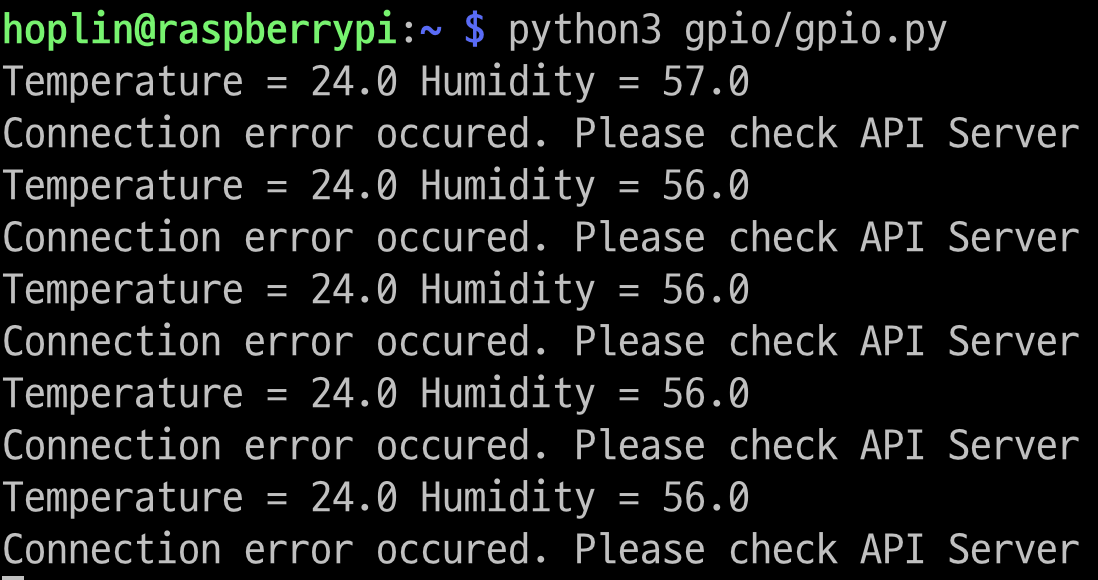 hoplin@raspberrypi:~ $ python3 gpio/gpio.py
Temperature = 24.0 Humidity = 57.0
Connection error occured. Please check API Server
Temperature = 24.0 Humidity = 56.0
Connection error occured. Please check API Server
Temperature = 24.0 Humidity = 56.0
Connection error occured. Please check API Server
Temperature = 24.0 Humidity = 56.0
Connection error occured. Please check API Server
Temperature = 24.0 Humidity = 56.0
Connection error occured. Please check API Server